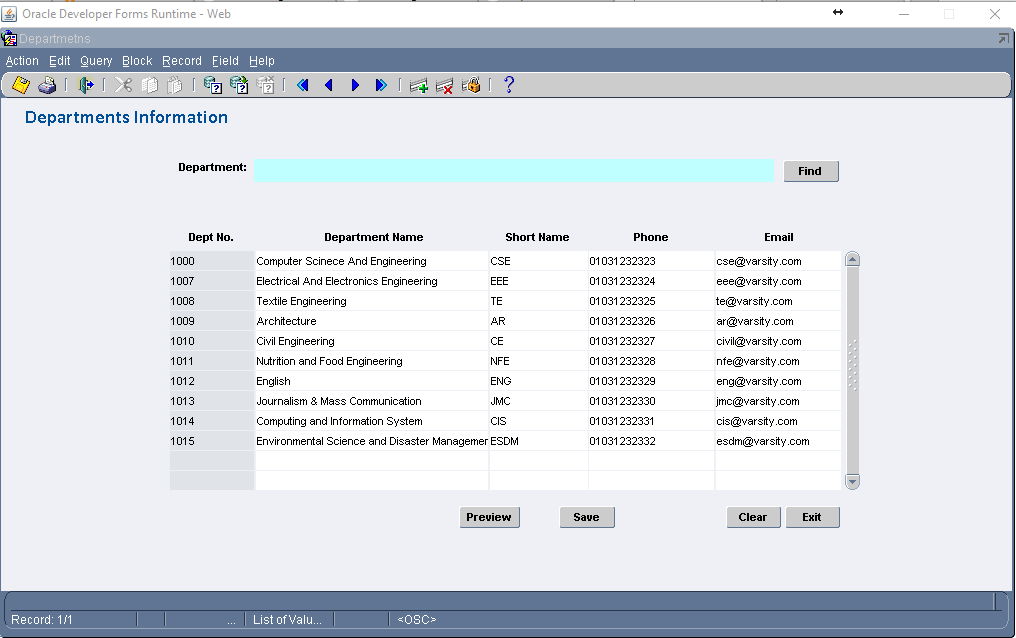 Oracle Developer Forms Runtime - Web
Departmetns
Action Edit Query Block Record Field Help
Departments Information
Department: Find
Dept No. Department Name Short Name Phone Email
1000 Computer Scinece And Engineering CSE 01031232323 cse@varsity.com
1007 Electrical And Electronics Engineering EEE 01031232324 eee@varsity.com
1008 Textile Engineering TE 01031232325 te@varsity.com
1009 Architecture AR 01031232326 ar@varsity.com
1010 Civil Engineering CE 01031232327 civil@varsity.com
1011 Nutrition and Food Engineering NFE 01031232328 nfe@varsity.com
1012 English ENG 01031232329 eng@varsity.com
1013 Journalism & Mass Communication JMC 01031232330 jmc@varsity.com
1014 Computing and Information System CIS 01031232331 cis@varsity.com
1015 Environmental Science and Disaster Managemer ESDM 01031232332 esdm@varsity.com
Preview Save Clear Exit
Record: 1/1 ... List of Valu... <OSC>